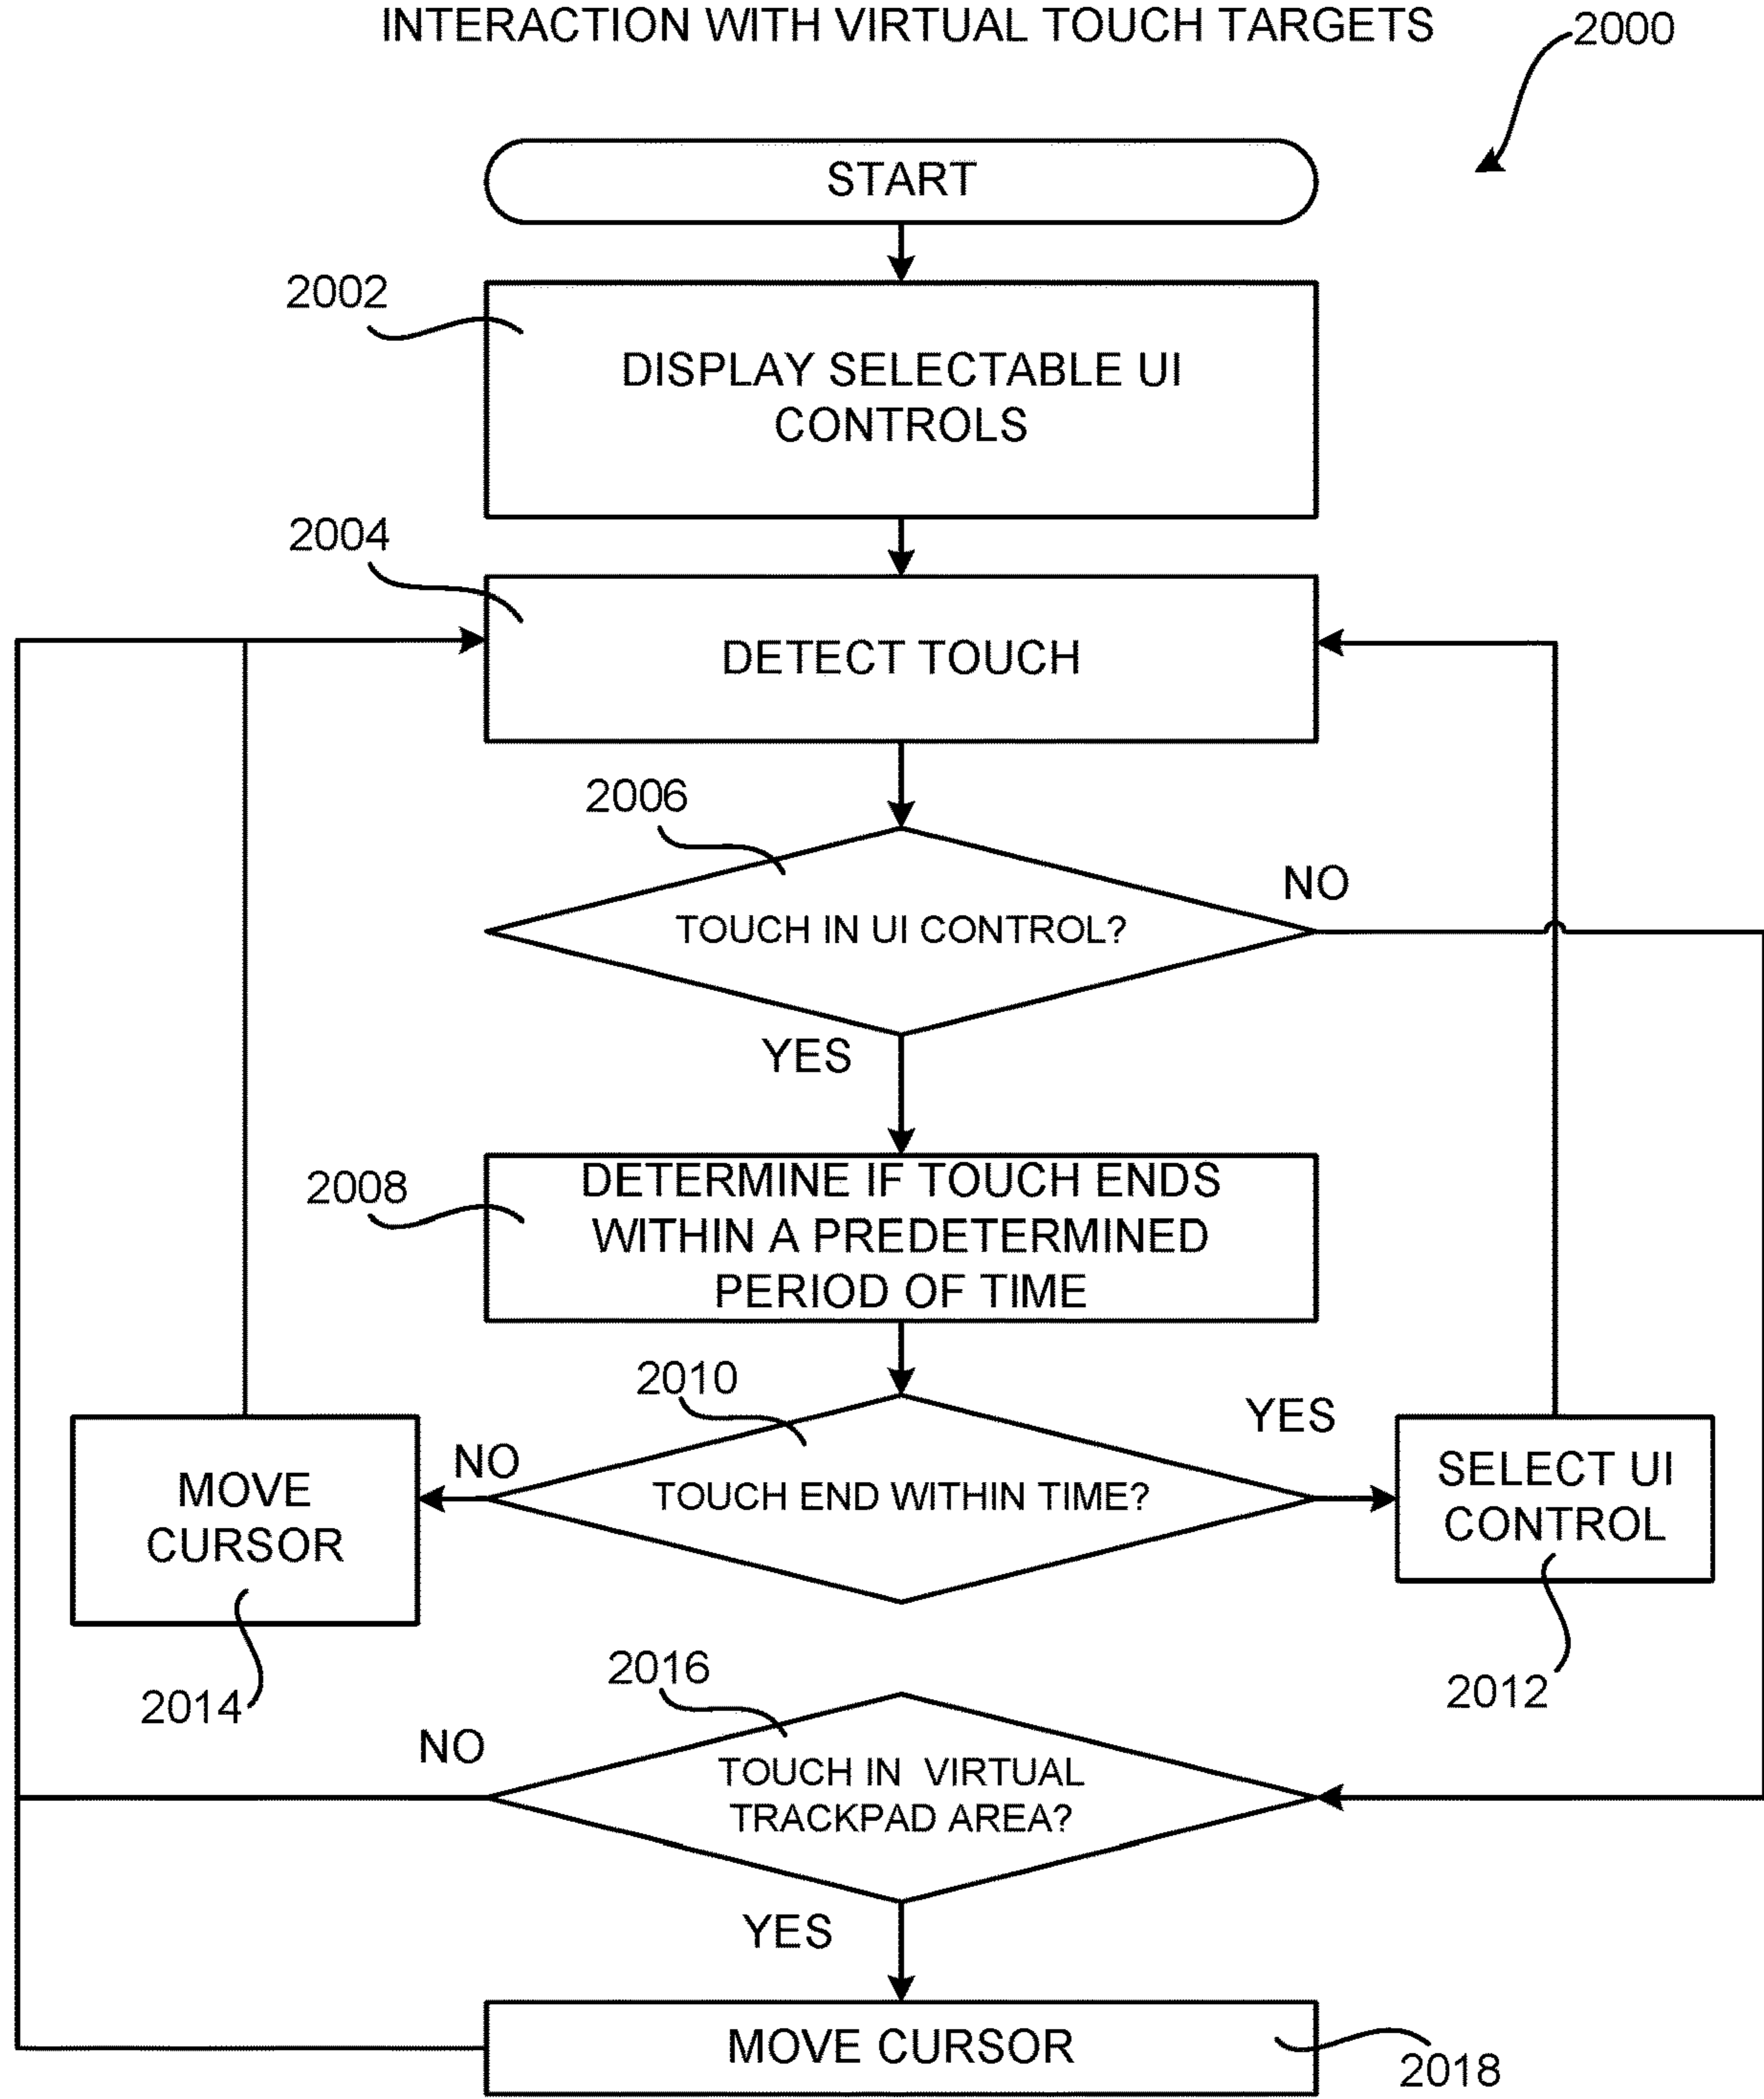 INTERACTION WITH VIRTUAL TOUCH TARGETS
2000
START
2002
DISPLAY SELECTABLE UI
CONTROLS
2004
DETECT TOUCH
2006
NO
TOUCH IN UI CONTROL?
YES
2008
DETERMINE IF TOUCH ENDS
WITHIN A PREDETERMINED
PERIOD OF TIME
2010
YES
NO
TOUCH END WITHIN TIME?
MOVE
CURSOR
SELECT UI
CONTROL
2014
2012
2016
NO
TOUCH IN VIRTUAL
TRACKPAD AREA?
YES
MOVE CURSOR
2018